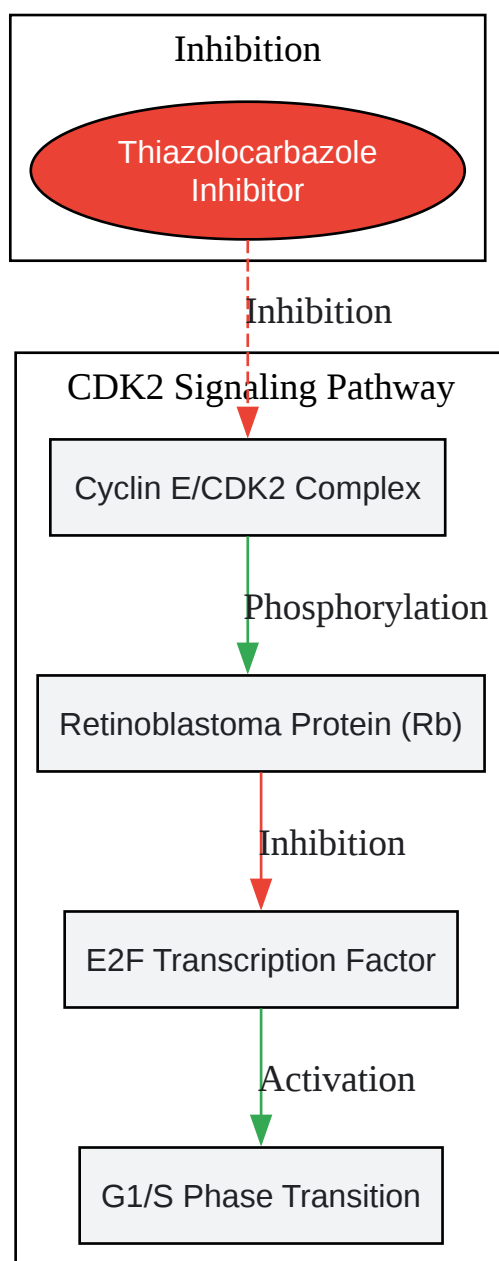 Inhibition
Thiazolocarbazole
Inhibitor
Inhibition
CDK2 Signaling Pathway
Cyclin E/CDK2 Complex
Phosphorylation
Retinoblastoma Protein (Rb)
Inhibition
E2F Transcription Factor
Activation
G1/S Phase Transition